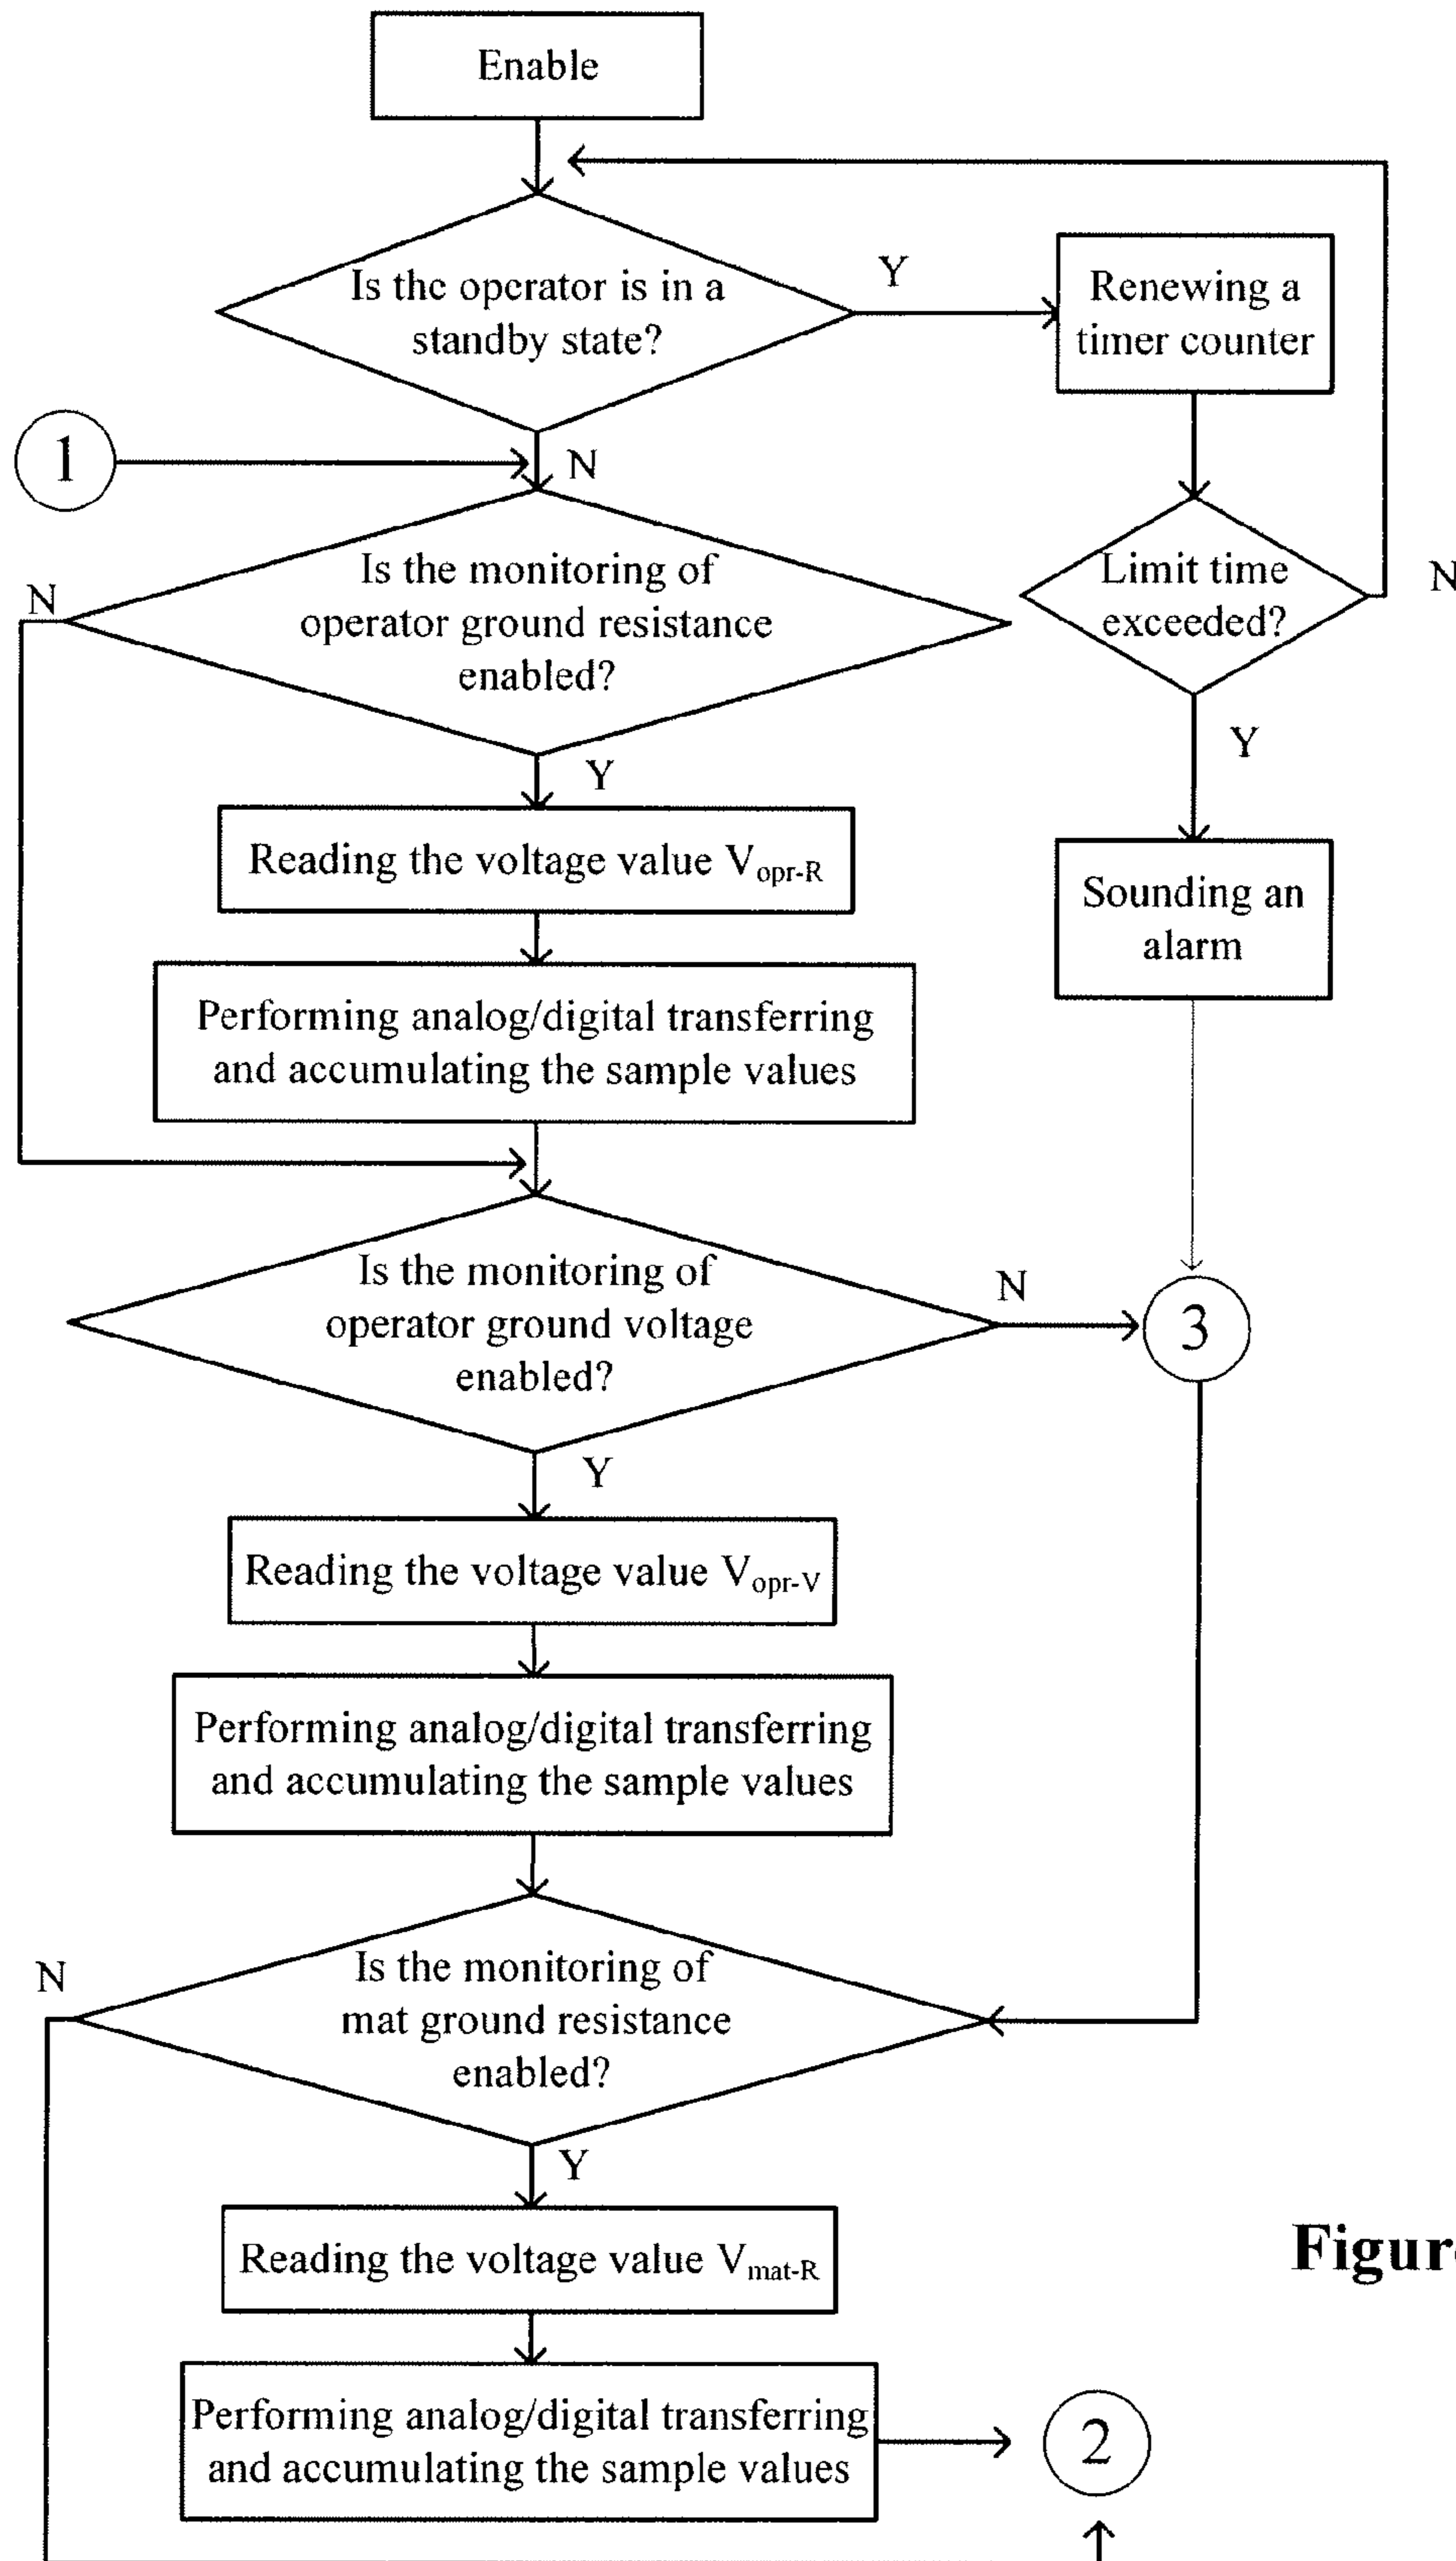 Enable
Is the operator is in a
standby state?
Y
Renewing a
timer counter
1
N
Is the monitoring of
operator ground resistance
enabled?
N
Limit time
exceeded?
N
Y
Y
Reading the voltage value Vopr-R
Sounding an
alarm
Performing analog/digital transferring
and accumulating the sample values
Is the monitoring of
operator ground voltage
enabled?
N
3
Y
Reading the voltage value Vopr-V
Performing analog/digital transferring
and accumulating the sample values
Is the monitoring of
mat ground resistance
enabled?
N
Y
Reading the voltage value Vmat-R
Figur
Performing analog/digital transferring
and accumulating the sample values
2